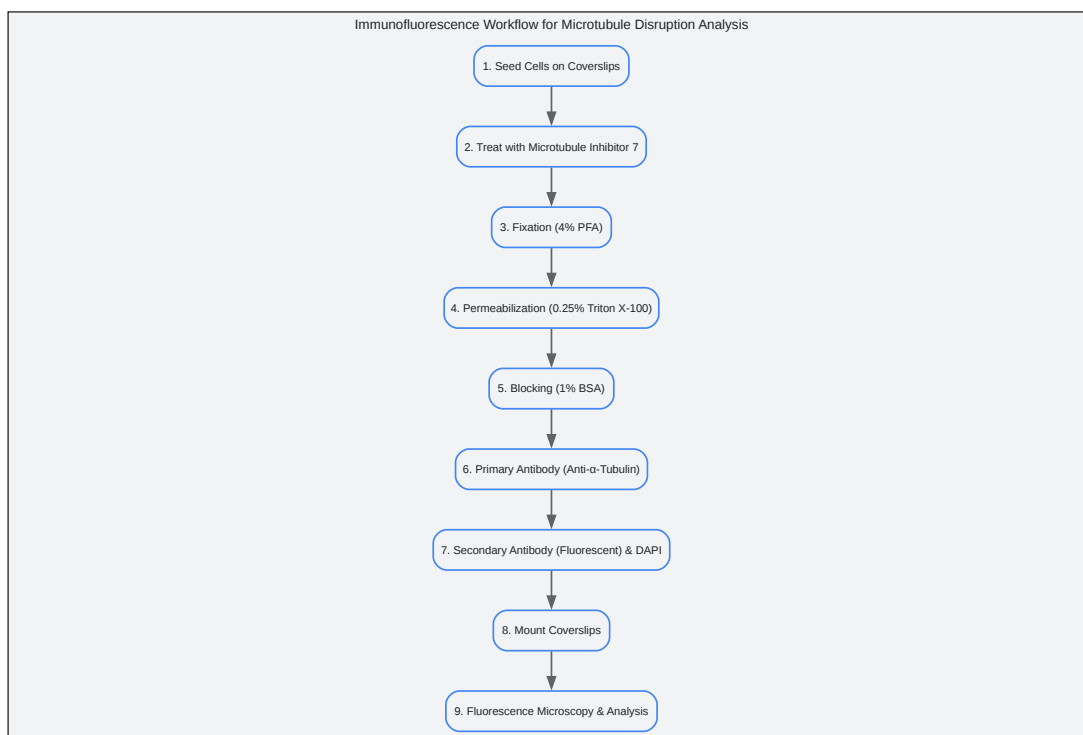 Immunofluorescence Workflow for Microtubule Disruption Analysis
1. Seed Cells on Coverslips
2. Treat with Microtubule Inhibitor 7
3. Fixation (4% PFA)
4. Permeabilization (0.25% Triton X-100)
5. Blocking (1% BSA)
6. Primary Antibody (Anti-α-Tubulin)
7. Secondary Antibody (Fluorescent) & DAPI
8. Mount Coverslips
9. Fluorescence Microscopy & Analysis